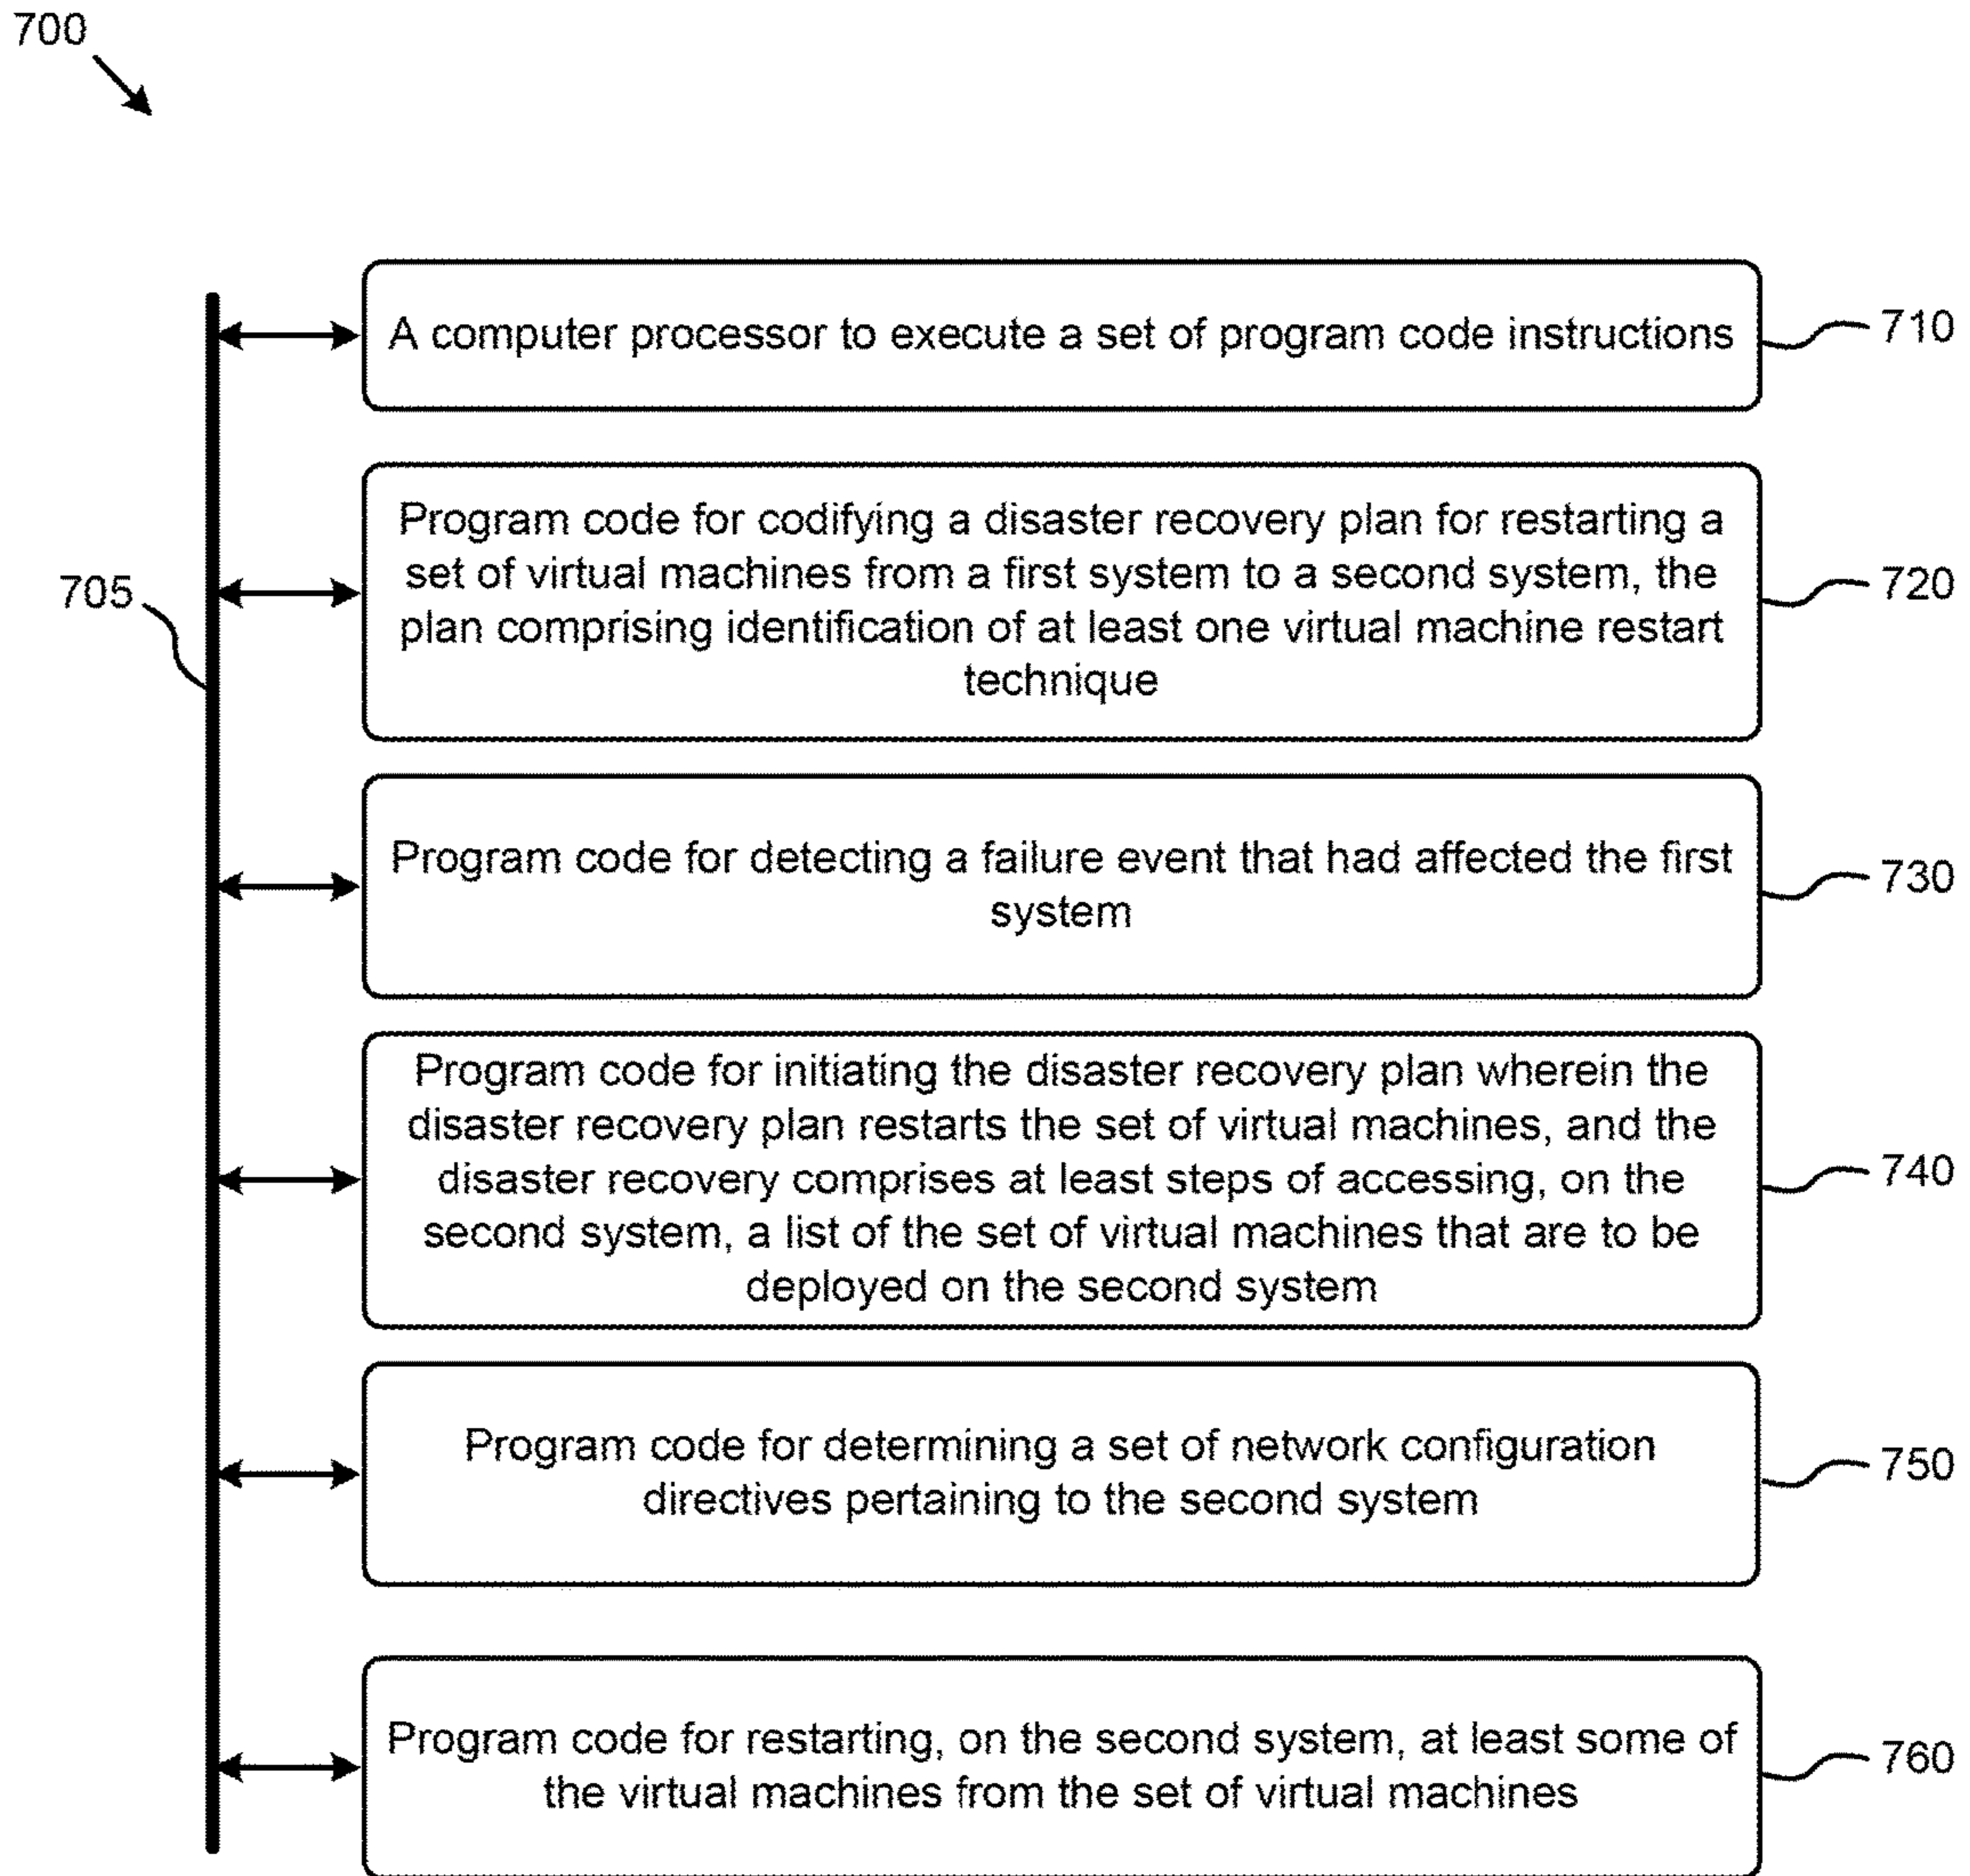 700
A computer processor to execute a set of program code instructions
710
Program code for codifying a disaster recovery plan for restarting a
set of virtual machines from a first system to a second system, the
plan comprising identification of at least one virtual machine restart
technique
720
705
Program code for detecting a failure event that had affected the first
system
730
Program code for initiating the disaster recovery plan wherein the
disaster recovery plan restarts the set of virtual machines, and the
disaster recovery comprises at least steps of accessing, on the
second system, a list of the set of virtual machines that are to be
deployed on the second system
740
Program code for determining a set of network configuration
directives pertaining to the second system
750
Program code for restarting, on the second system, at least some of
the virtual machines from the set of virtual machines
760